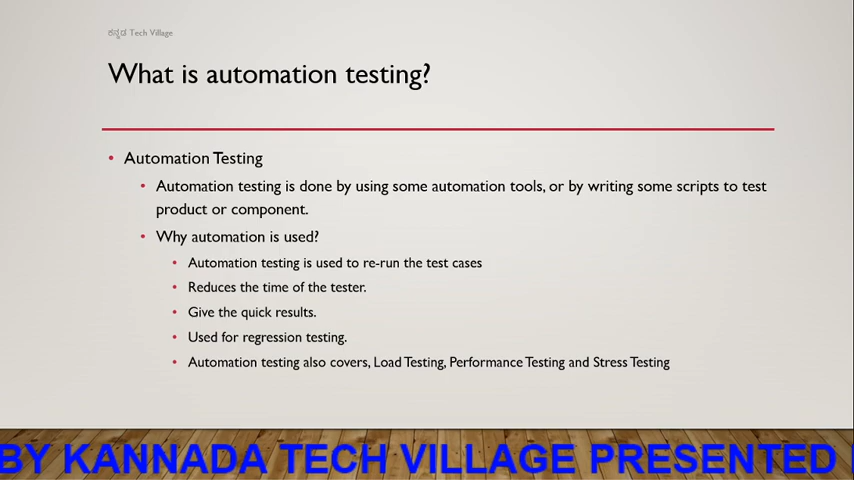 ಕನ್ನಡ Tech Village
What is automation testing?
• Automation Testing
• Automation testing is done by using some automation tools, or by writing some scripts to test
product or component.
• Why automation is used?
• Automation testing is used to re-run the test cases
• Reduces the time of the tester.
• Give the quick results.
• Used for regression testing.
• Automation testing also covers, Load Testing, Performance Testing and Stress Testing
BY KANNADA TECH VILLAGE PRESENTED